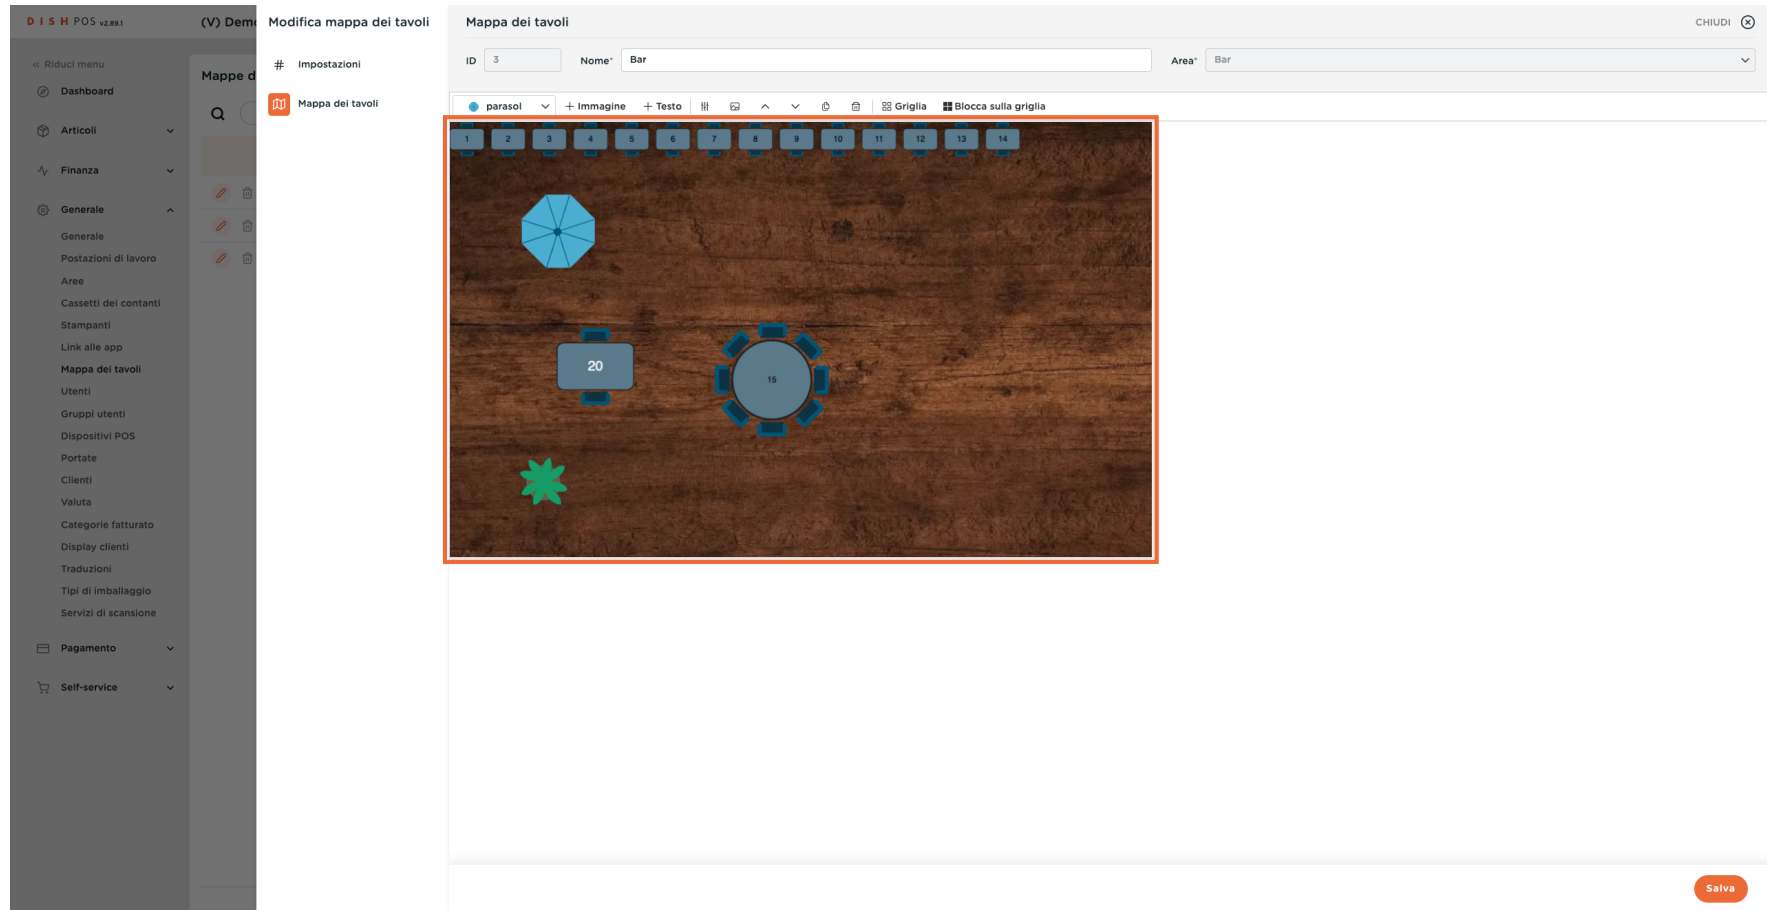 DISH POS v2.89.1
(V) Demo
Modifica mappa dei tavoli
Mappa dei tavoli
CHIUDI
« Riduci menu
Dashboard
Articoli
Finanza
Generale
Generale
Postazioni di lavoro
Aree
Cassetti dei contanti
Stampanti
Link alle app
Mappa dei tavoli
Utenti
Gruppi utenti
Dispositivi POS
Portate
Clienti
Valuta
Categorie fatturato
Display clienti
Traduzioni
Tipi di imballaggio
Servizi di scansione
Pagamento
Self-service
Mappe d
# Impostazioni
Mappa dei tavoli
ID 3 Nome* Bar Area* Bar
parasol + Immagine + Testo Griglia Blocca sulla griglia
1 2 3 4 5 6 7 8 9 10 11 12 13 14
20
15
Salva